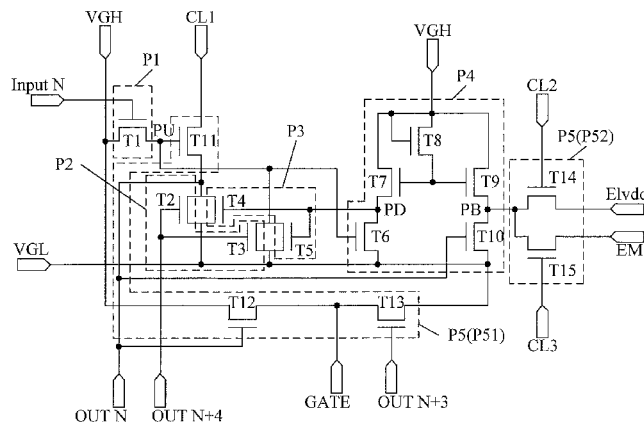 VGH
CL1
P1
VGH
P4
Input N
PU
T1
T11
P3
T8
CL2
P2
P5(P52)
T7
T9
T14
T2
T4
Elvdd
PD
PB
T3
T5
T6
T10
EM
VGL
T15
T12
T13
P5(P51)
CL3
OUT N
OUT N+4
GATE
OUT N+3